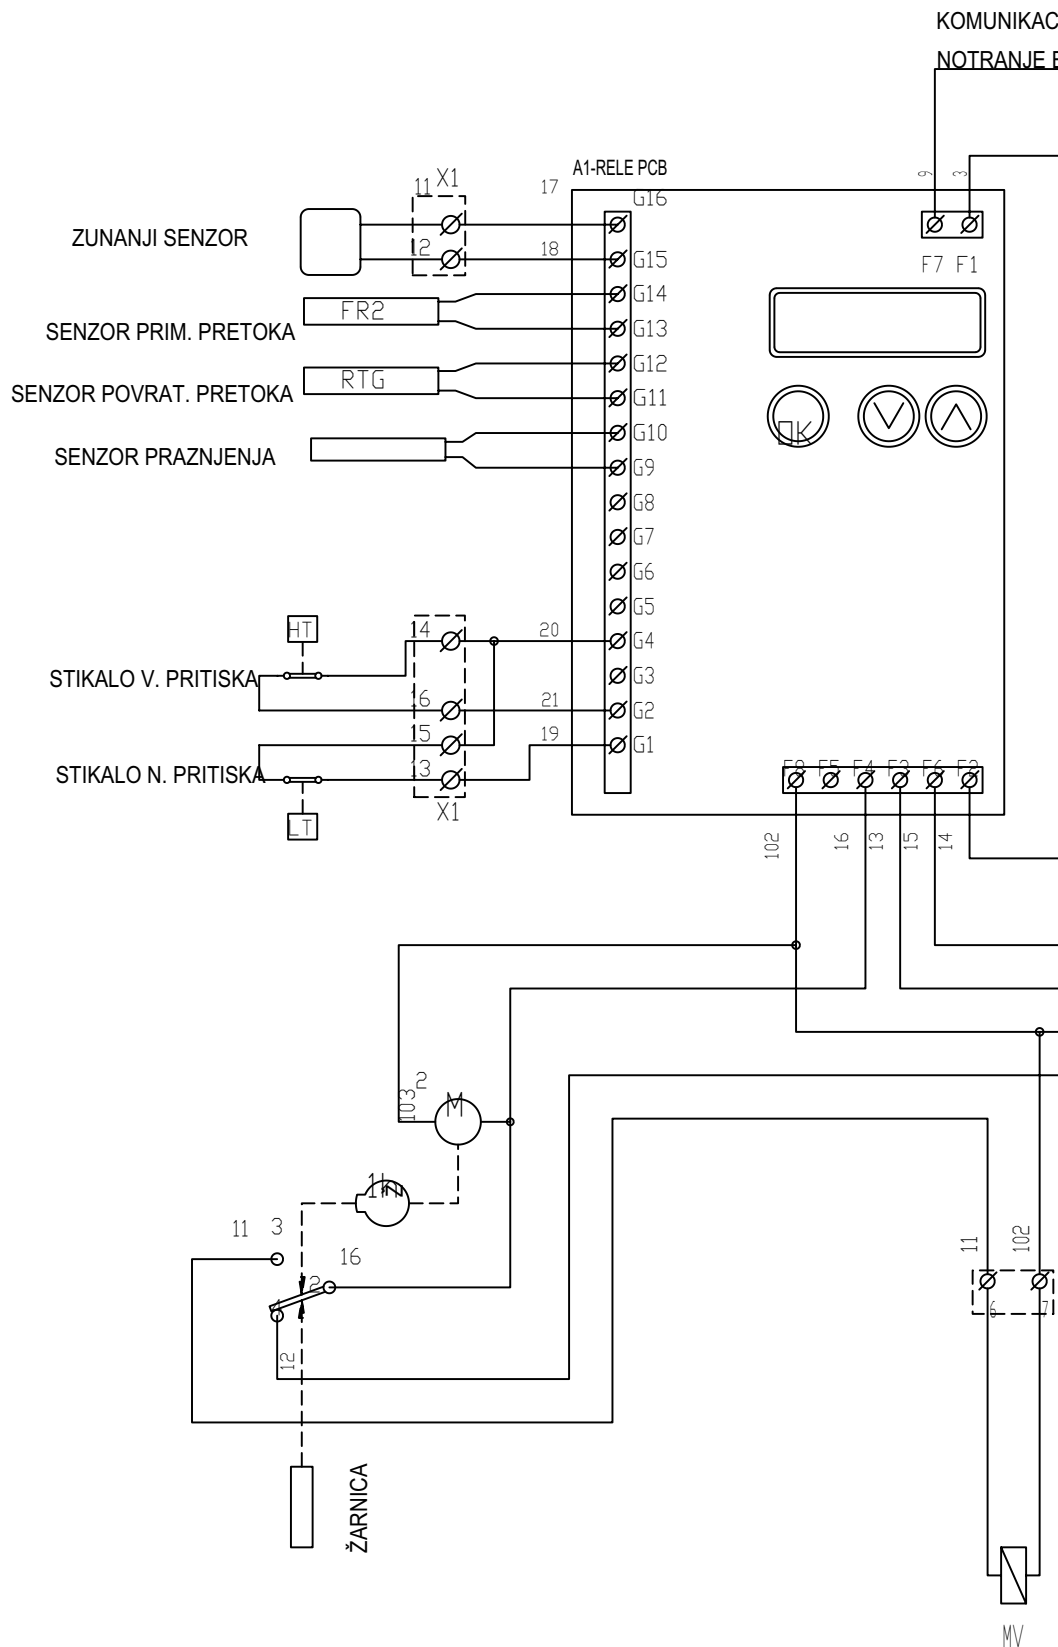 KOMUNIKAC
NOTRANJE E
A1-RELE PCB
9
3
11
X1
17
G16
ZUNANJI SENZOR
12
18
G15
F7
F1
FR2
G14
SENZOR PRIM. PRETOKA
G13
RTG
G12
SENZOR POVRAT. PRETOKA
G11
OK
G10
SENZOR PRAZNJENJA
G9
G8
G7
G6
G5
HT
14
20
G4
STIKALO V. PRITISKA
G3
16
21
G2
15
19
G1
STIKALO N. PRITISKA
13
F8
F5
F4
F3
F6
F2
LT
X1
102
16
13
15
14
2
103
M
11
3
16
2
12
11
102
6
7
ŽARNICA
MV